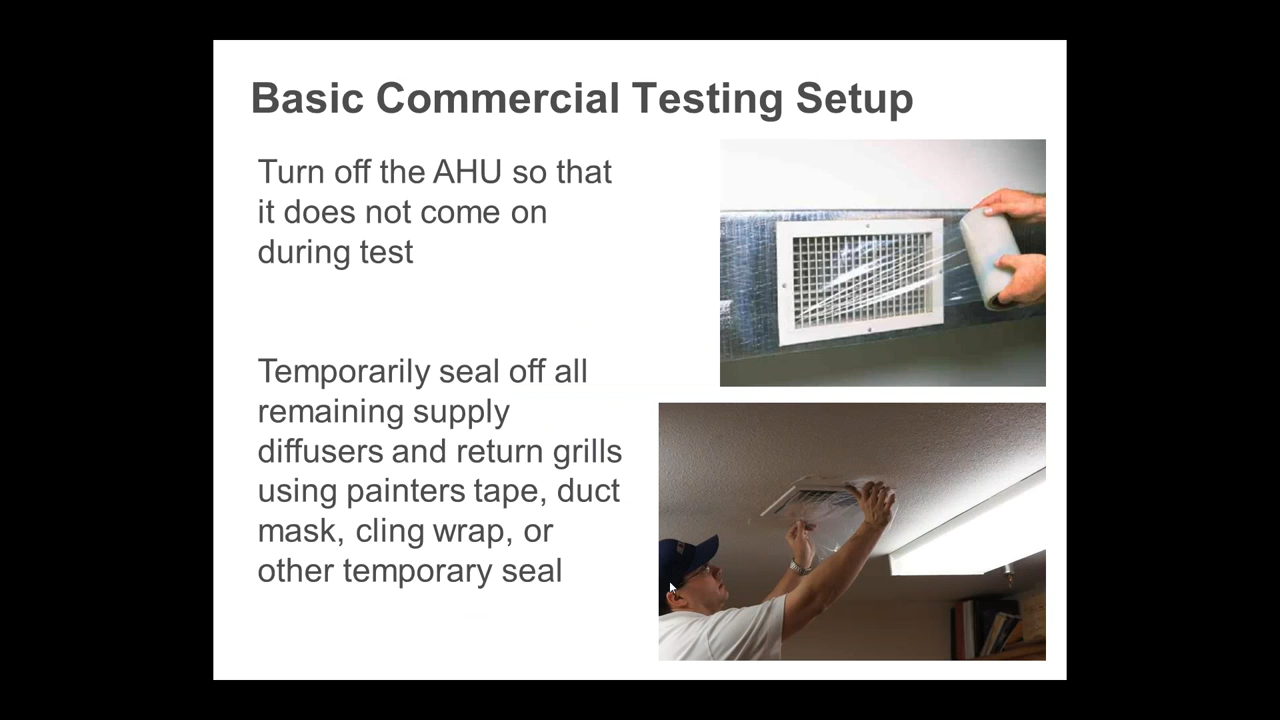 Basic Commercial Testing Setup
Turn off the AHU so that
it does not come on
during test
Temporarily seal off all
remaining supply
diffusers and return grills
using painters tape, duct
mask, cling wrap, or
other temporary seal